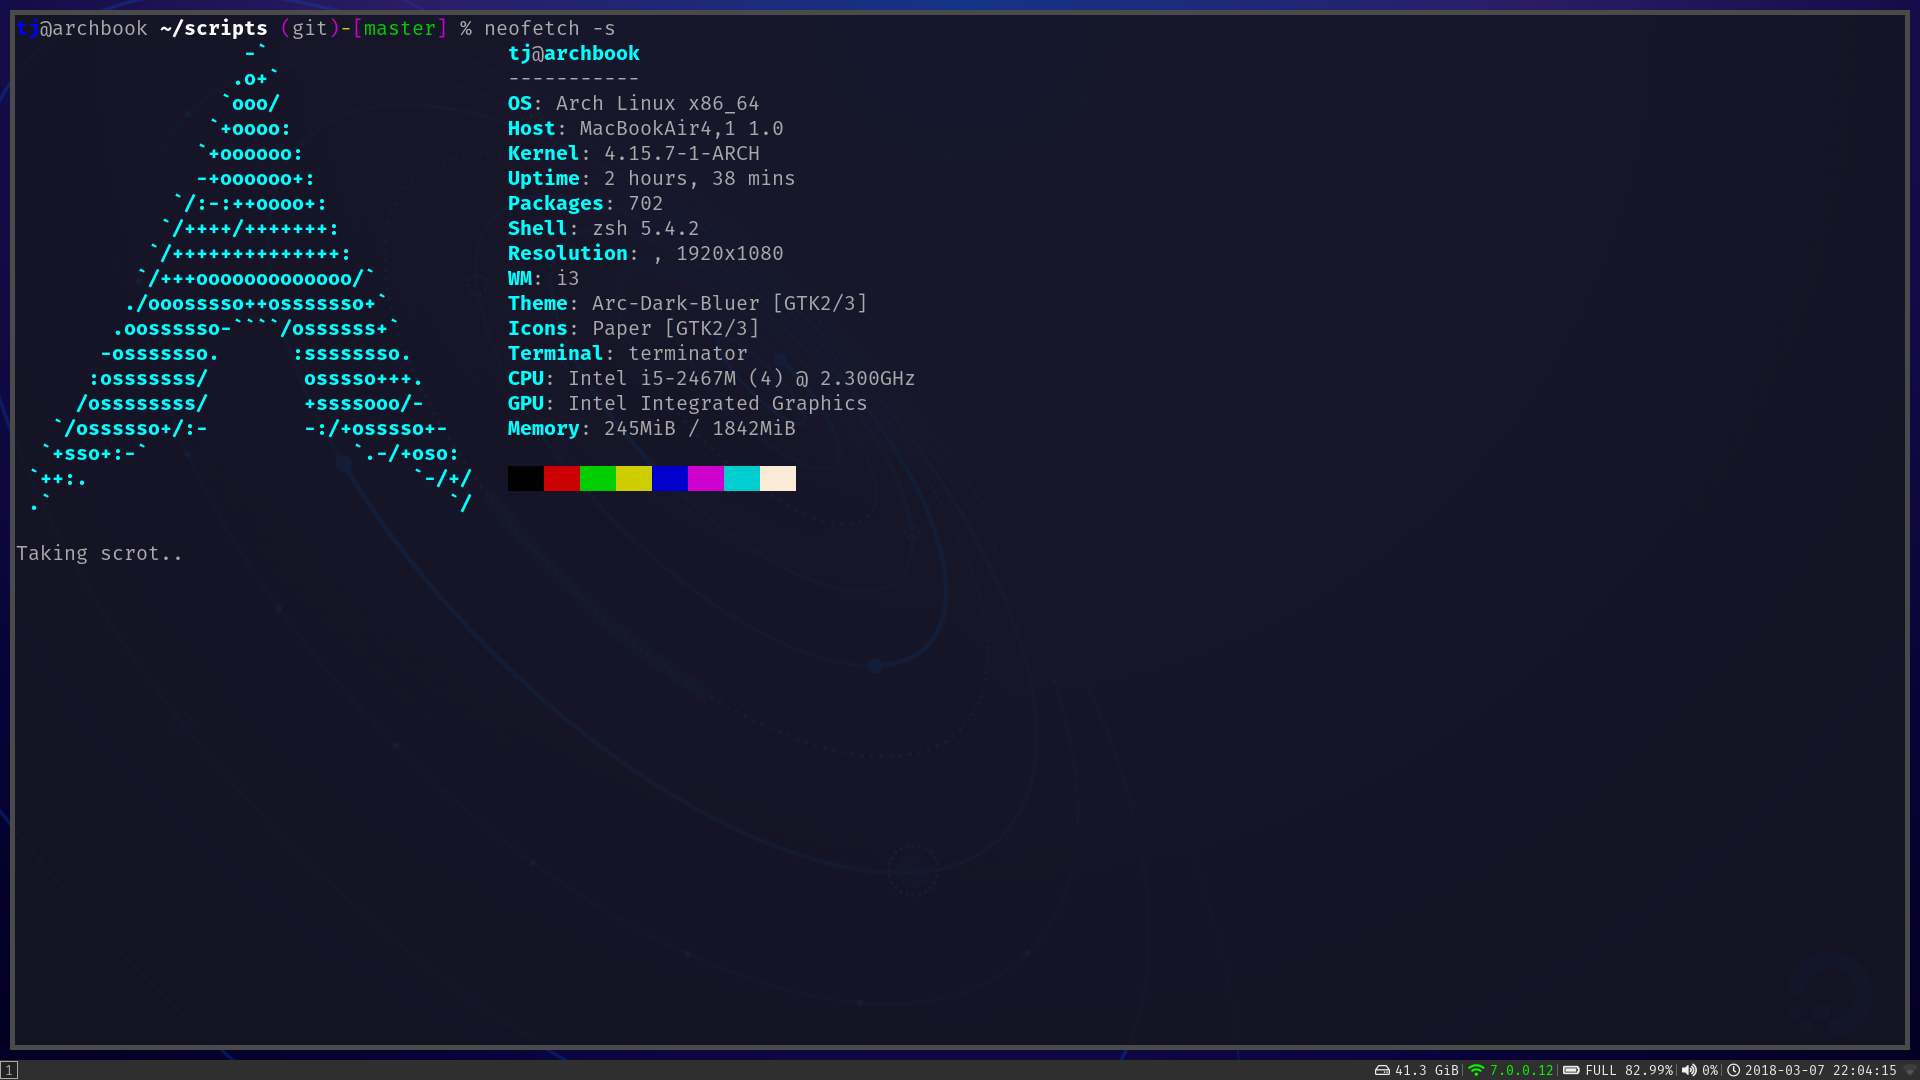 tj@archbook ~/scripts (git)-[master] % neofetch -s
                   -`                    tj@archbook
                  .o+`                   -----------
                 `ooo/                   OS: Arch Linux x86_64
                `+oooo:                  Host: MacBookAir4,1 1.0
               `+oooooo:                 Kernel: 4.15.7-1-ARCH
               -+oooooo+:                Uptime: 2 hours, 38 mins
             `/:-:++oooo+:               Packages: 702
            `/++++/+++++++:              Shell: zsh 5.4.2
           `/++++++++++++++:             Resolution: , 1920x1080
          `/+++ooooooooooooo/`           WM: i3
         ./ooosssso++osssssso+`          Theme: Arc-Dark-Bluer [GTK2/3]
        .oossssso-````/ossssss+`         Icons: Paper [GTK2/3]
       -osssssso.      :ssssssso.        Terminal: terminator
      :osssssss/        osssso+++.       CPU: Intel i5-2467M (4) @ 2.300GHz
     /ossssssss/        +ssssooo/-       GPU: Intel Integrated Graphics
   `/ossssso+/:-        -:/+osssso+-     Memory: 245MiB / 1842MiB
  `+sso+:-`                 `.-/+oso:
 `++:.                           `-/+/
 .`                                 `/
Taking scrot..
1 41.3 GiB| 7.0.0.12| FULL 82.99%| 0%| 2018-03-07 22:04:15